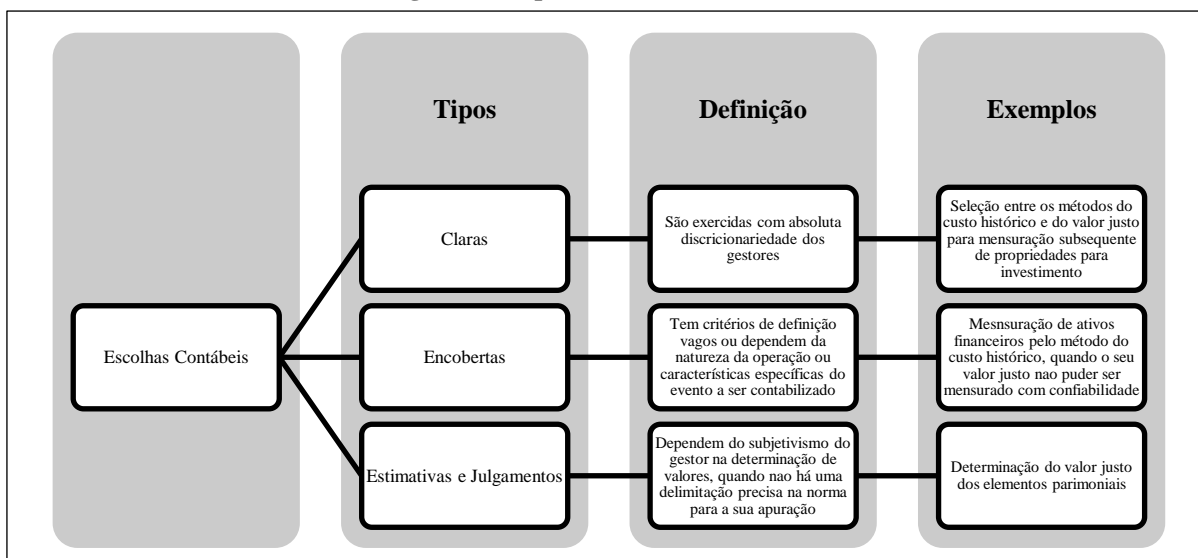 Tipos
Definição
Exemplos
Escolhas Contábeis
Claras
São exercidas com absoluta
discricionariedade dos
gestores
Seleção entre os métodos do
custo histórico e do valor justo
para mensuração subsequente
de propriedades para
investimento
Encobertas
Tem critérios de definição
vagos ou dependem da
natureza da operação ou
características específicas do
evento a ser contabilizado
Mesnsuração de ativos
financeiros pelo método do
custo histórico, quando o seu
valor justo nao puder ser
mensurado com confiabilidade
Estimativas e Julgamentos
Dependem do subjetivismo do
gestor na determinação de
valores, quando nao há uma
delimitação precisa na norma
para a sua apuração
Determinação do valor justo
dos elementos parimoniais